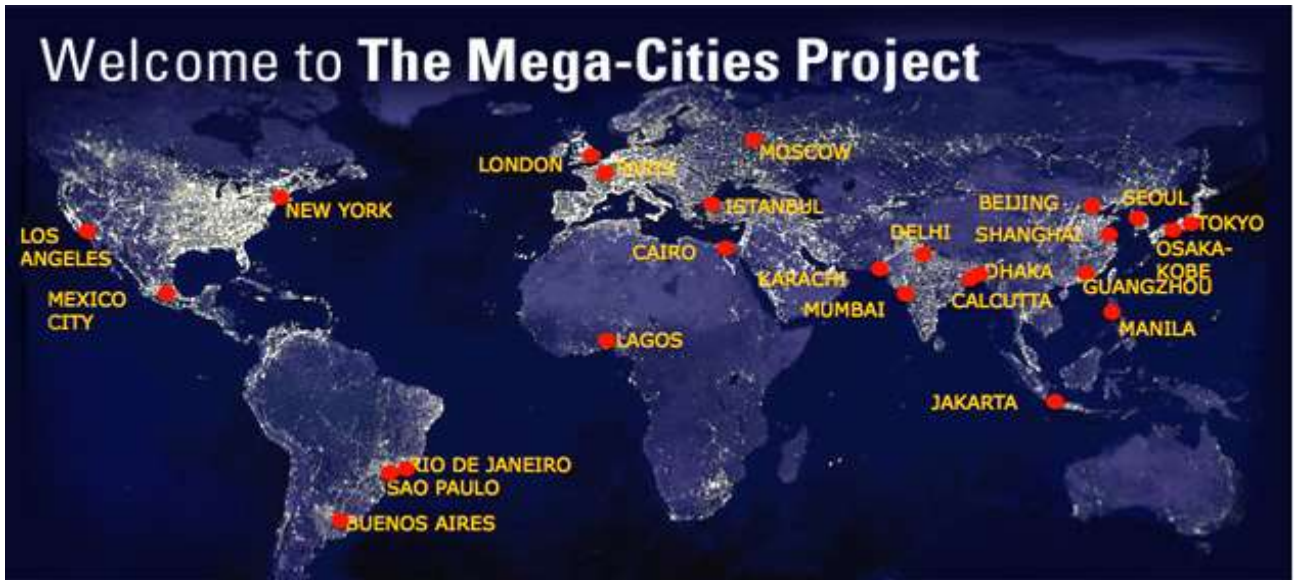 Welcome to The Mega-Cities Project
LONDON
PARIS
MOSCOW
NEW YORK
ISTANBUL
BEIJING
SEOUL
LOS
ANGELES
CAIRO
DELHI
SHANGHAI
TOKYO
OSAKA-
KOBE
MEXICO
CITY
KARACHI
MUMBAI
DHAKA
CALCUTTA
GUANGZHOU
MANILA
LAGOS
JAKARTA
RIO DE JANEIRO
SAO PAULO
BUENOS AIRES